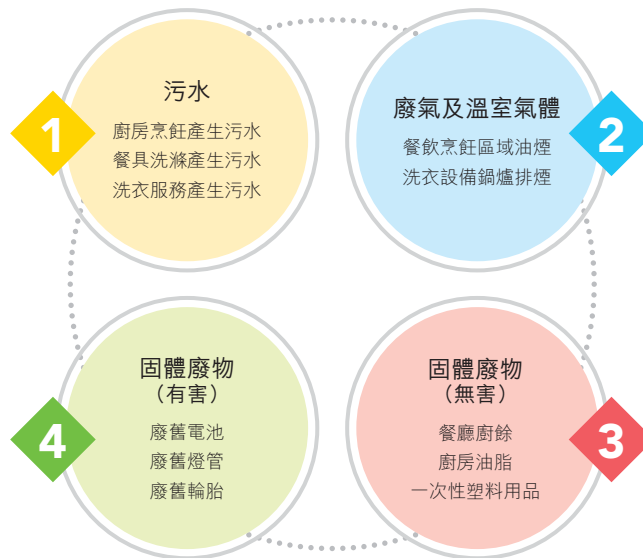 1
污水
廚房烹飪產生污水
餐具洗滌產生污水
洗衣服務產生污水
2
廢氣及溫室氣體
餐飲烹飪區域油煙
洗衣設備鍋爐排煙
3
固體廢物
（無害）
餐廳廚餘
廚房油脂
一次性塑料用品
4
固體廢物
（有害）
廢舊電池
廢舊燈管
廢舊輪胎